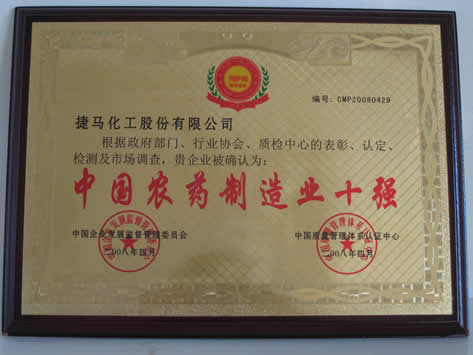 编号: CMP20080429
捷马化工股份有限公司
根据政府部门、行业协会、质检中心的表彰、认定、
检测及市场调查，贵企业被确认为：
中国农药制造业十强
中国企业发展监督管理委员会
二00八年四月
中国质量管理体系认证中心
二00八年四月